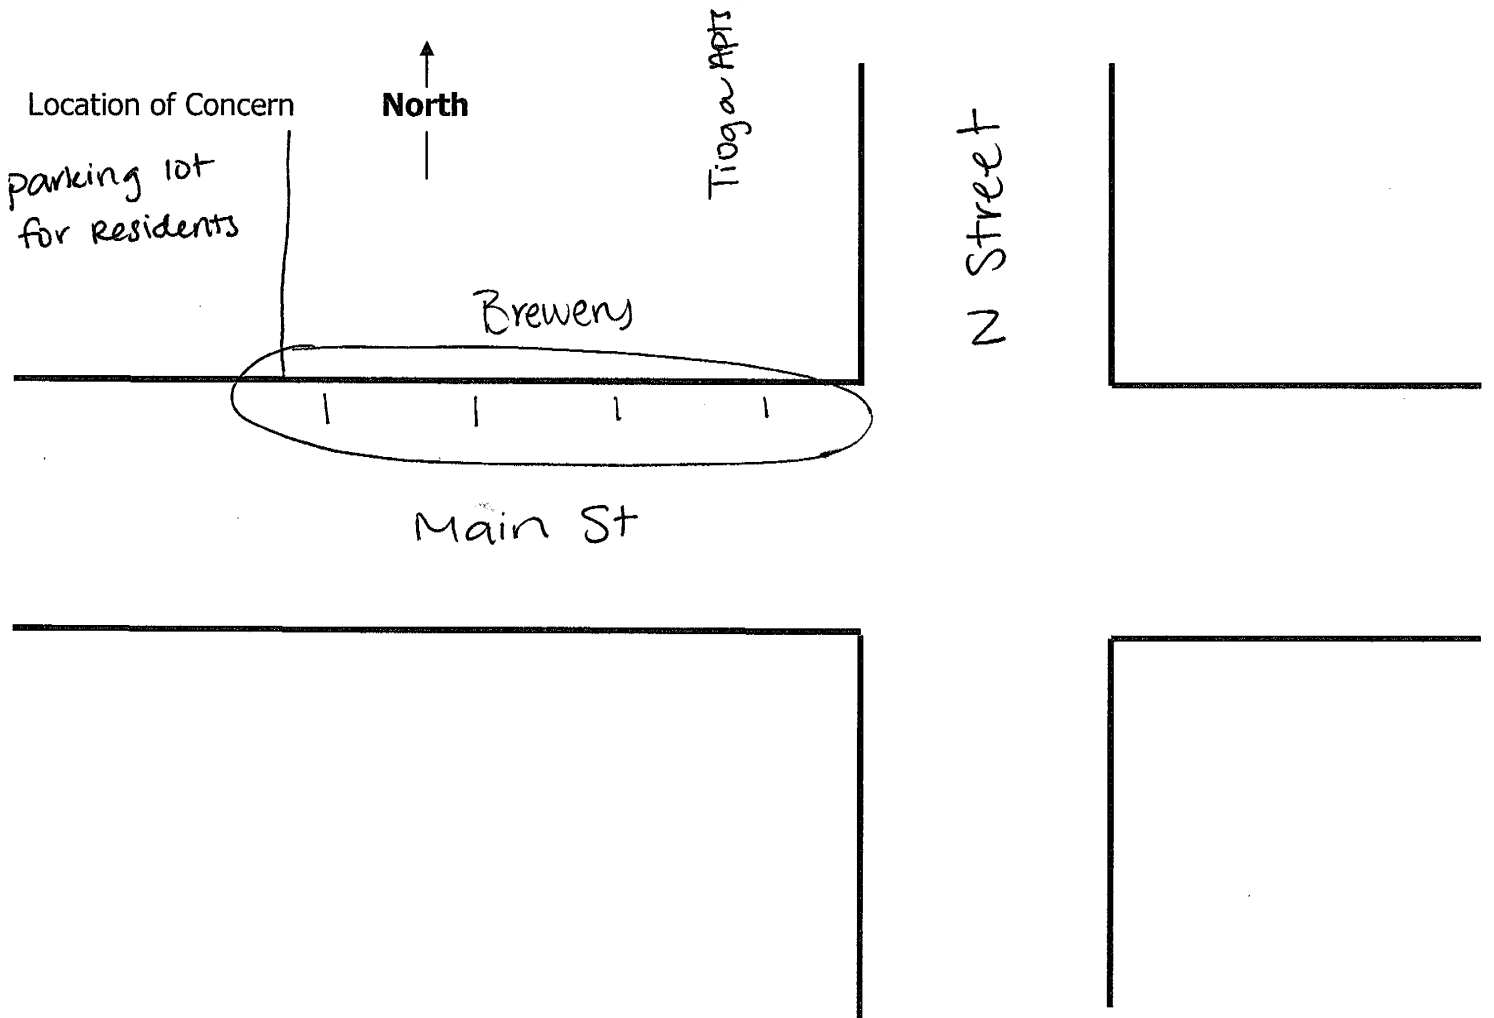 Location of Concern
North
parking lot
for Residents
Tioga Apts
N Street
Brewery
Main St